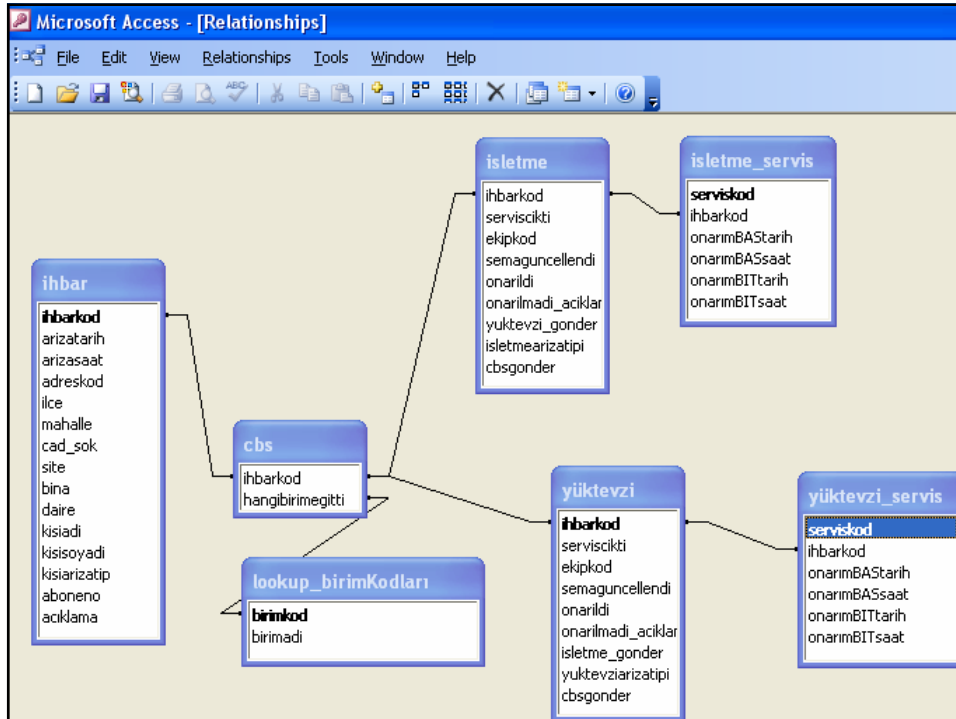 Microsoft Access - [Relationships]
File Edit View Relationships Tools Window Help
ABC
ihbar
ihbarkod
arizatarih
arizasaat
adreskod
ilce
mahalle
cad_sok
site
bina
daire
kisiadi
kisisoyadi
kisiarizatip
aboneno
acıklama
cbs
ihbarkod
hangibirimegitti
lookup_birimKodları
birimkod
birimadi
isletme
ihbarkod
serviscikti
ekipkod
semaguncellendi
onarildi
onarilmadi_aciklar
yuktevzi_gonder
isletmearizatipi
cbsgonder
isletme_servis
serviskod
ihbarkod
onarımBAStarih
onarımBASsaat
onarımBITtarih
onarımBITsaat
yüktevzi
ihbarkod
serviscikti
ekipkod
semaguncellendi
onarildi
onarilmadi_aciklar
isletme_gonder
yuktevziarizatipi
cbsgonder
yüktevzi_servis
serviskod
ihbarkod
onarımBAStarih
onarımBASsaat
onarımBITtarih
onarımBITsaat